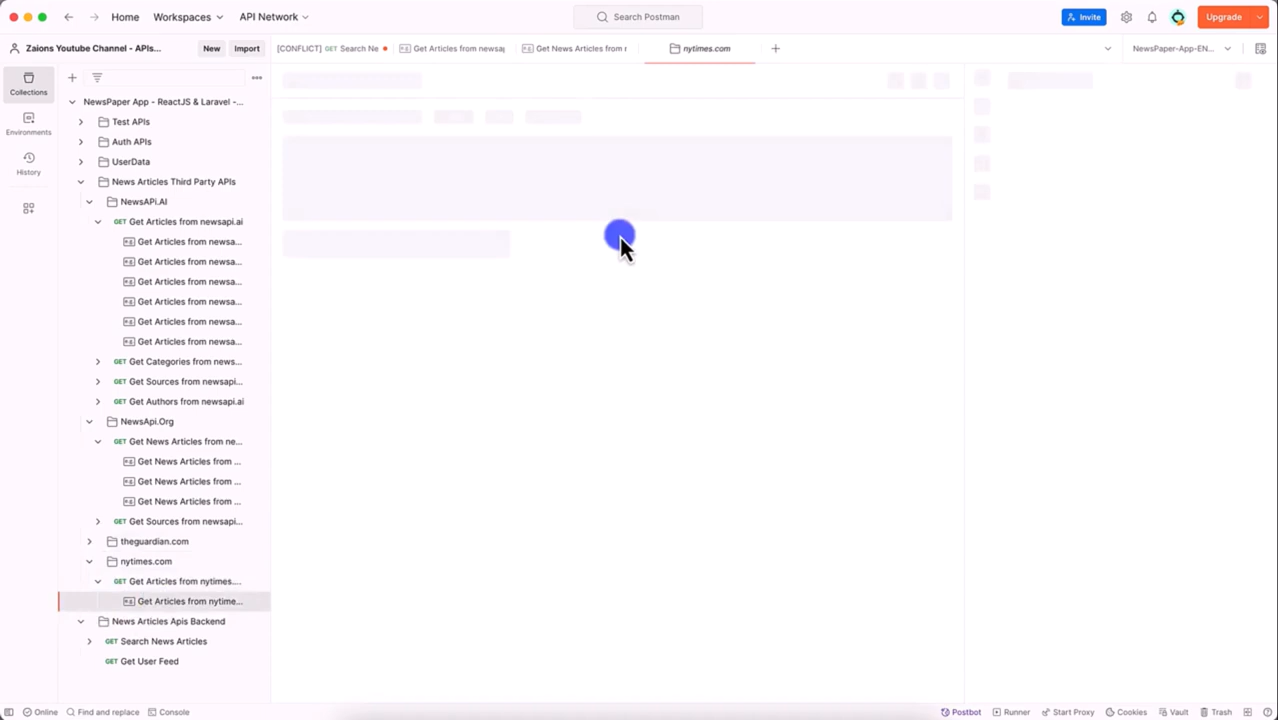 Home Workspaces API Network Search Postman Invite Upgrade
Zaions Youtube Channel - APIs... New Import [CONFLICT] GET Search Ne Get Articles from newsap Get News Articles from r nytimes.com NewsPaper-App-EN...
Collections
Environments
History
NewsPaper App - ReactJS & Laravel -...
Test APIs
Auth APIs
UserData
News Articles Third Party APIs
NewsAPi.AI
GET Get Articles from newsapi.ai
Get Articles from newsa...
Get Articles from newsa...
Get Articles from newsa...
Get Articles from newsa...
Get Articles from newsa...
Get Articles from newsa...
GET Get Categories from news...
GET Get Sources from newsapi...
GET Get Authors from newsapi.ai
NewsApi.Org
GET Get News Articles from ne...
Get News Articles from ...
Get News Articles from ...
Get News Articles from ...
GET Get Sources from newsapi...
theguardian.com
nytimes.com
GET Get Articles from nytimes....
Get Articles from nytime...
News Articles Apis Backend
GET Search News Articles
GET Get User Feed
Online Find and replace Console Postbot Runner Start Proxy Cookies Vault Trash